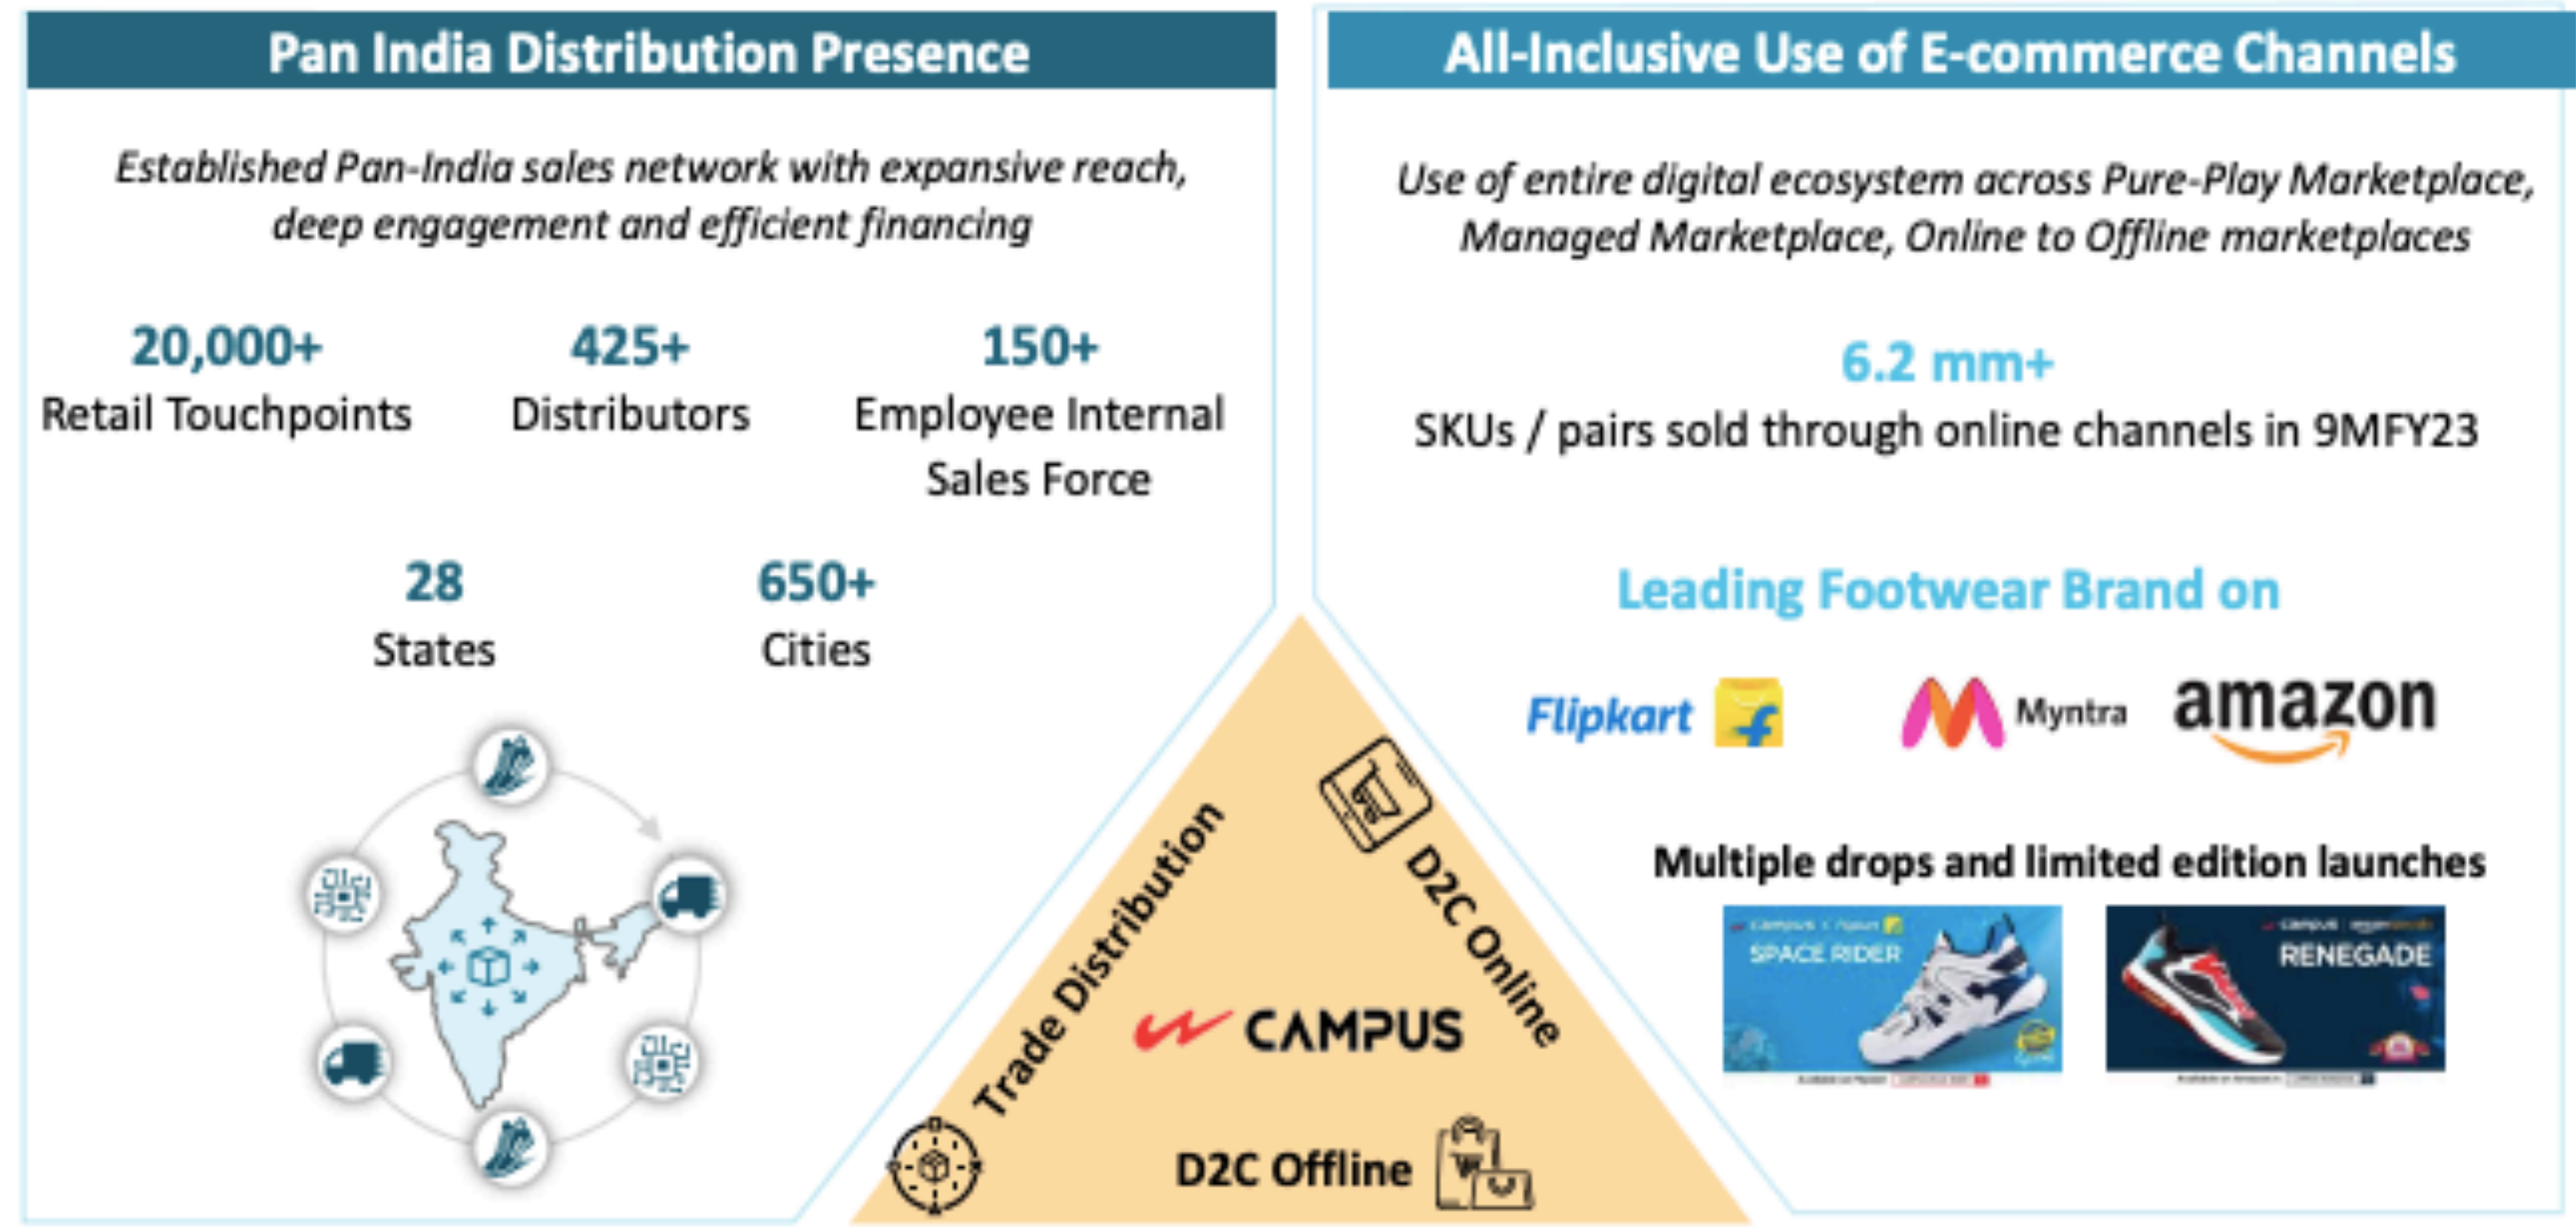 Pan India Distribution Presence
Established Pan-India sales network with expansive reach,
deep engagement and efficient financing
20,000+
Retail Touchpoints
425+
Distributors
150+
Employee Internal
Sales Force
28
States
650+
Cities
All-Inclusive Use of E-commerce Channels
Use of entire digital ecosystem across Pure-Play Marketplace,
Managed Marketplace, Online to Offline marketplaces
6.2 mm+
SKUs / pairs sold through online channels in 9MFY23
Leading Footwear Brand on
Flipkart
Myntra
amazon
Multiple drops and limited edition launches
SPACE RIDER
RENEGADE
Trade Distribution
D2C Online
CAMPUS
D2C Offline